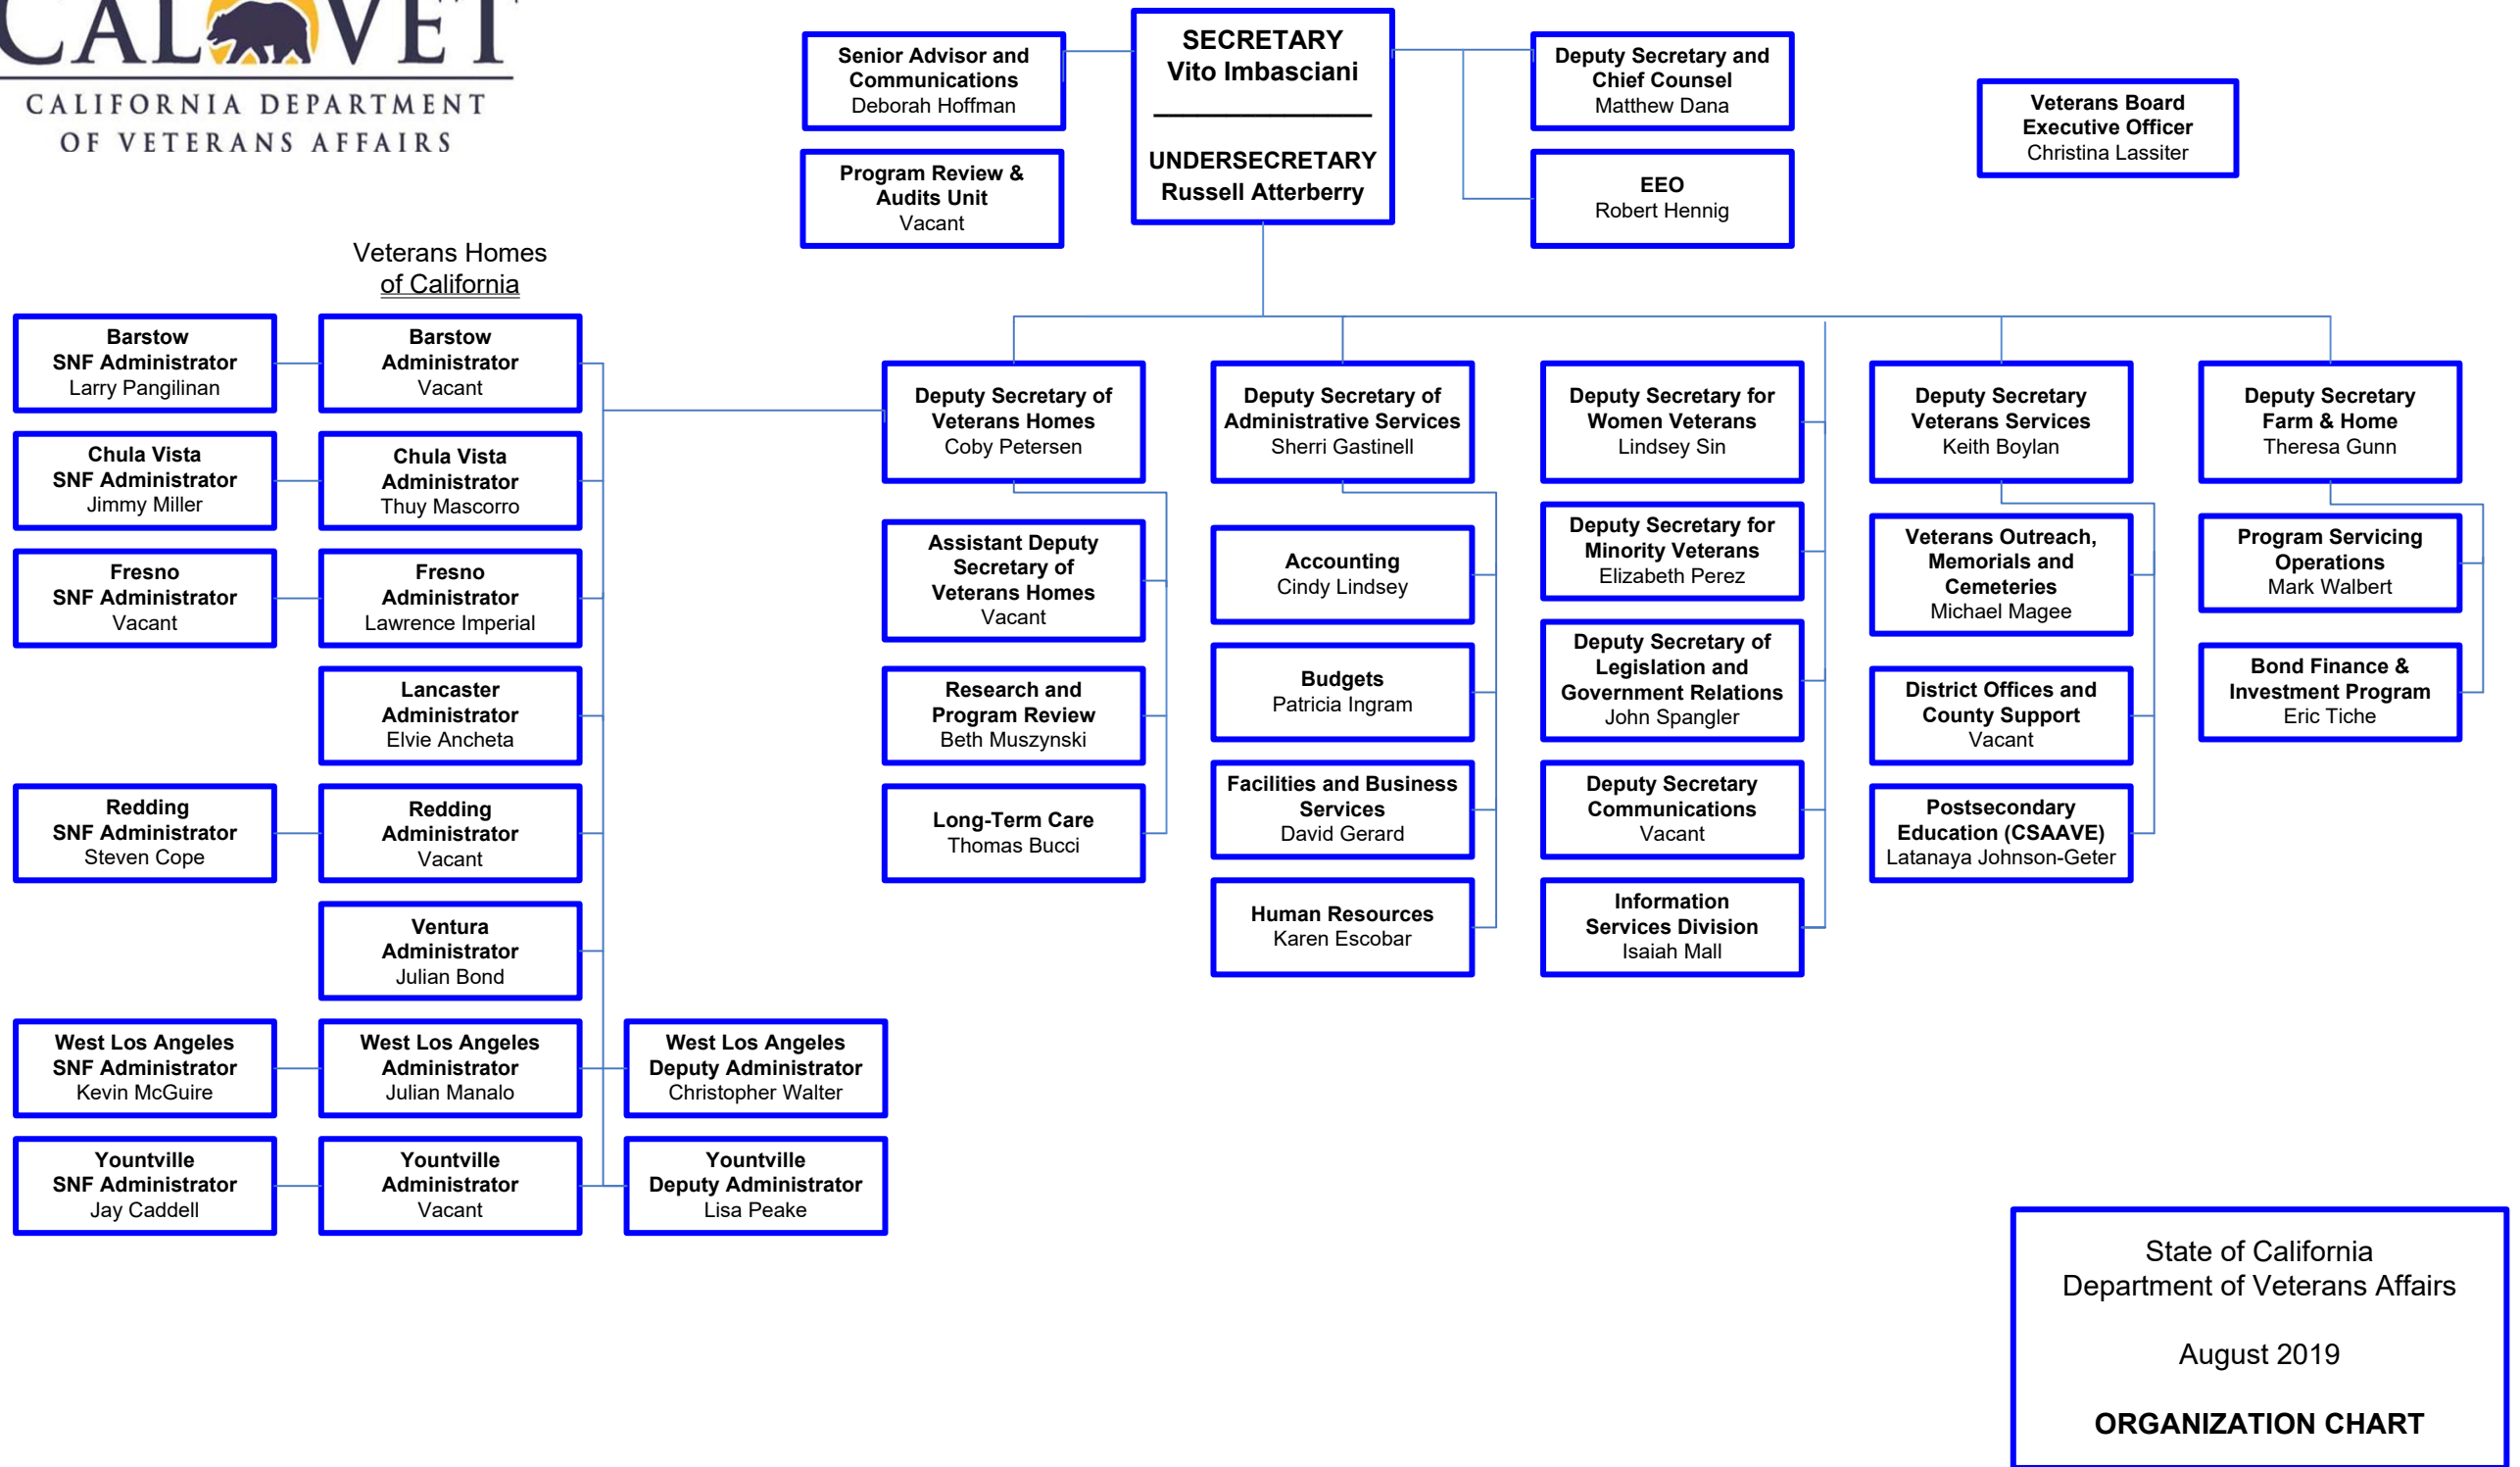 CAL VET
CALIFORNIA DEPARTMENT
OF VETERANS AFFAIRS
Senior Advisor and
Communications
Deborah Hoffman
Program Review &
Audits Unit
Vacant
SECRETARY
Vito Imbasciani
UNDERSECRETARY
Russell Atterberry
Deputy Secretary and
Chief Counsel
Matthew Dana
EEO
Robert Hennig
Veterans Board
Executive Officer
Christina Lassiter
Veterans Homes
of California
Barstow
SNF Administrator
Larry Pangilinan
Barstow
Administrator
Vacant
Chula Vista
SNF Administrator
Jimmy Miller
Chula Vista
Administrator
Thuy Mascorro
Fresno
SNF Administrator
Vacant
Fresno
Administrator
Lawrence Imperial
Lancaster
Administrator
Elvie Ancheta
Redding
SNF Administrator
Steven Cope
Redding
Administrator
Vacant
Ventura
Administrator
Julian Bond
West Los Angeles
SNF Administrator
Kevin McGuire
West Los Angeles
Administrator
Julian Manalo
West Los Angeles
Deputy Administrator
Christopher Walter
Yountville
SNF Administrator
Jay Caddell
Yountville
Administrator
Vacant
Yountville
Deputy Administrator
Lisa Peake
Deputy Secretary of
Veterans Homes
Coby Petersen
Assistant Deputy
Secretary of
Veterans Homes
Vacant
Research and
Program Review
Beth Muszynski
Long-Term Care
Thomas Bucci
Deputy Secretary of
Administrative Services
Sherri Gastinell
Accounting
Cindy Lindsey
Budgets
Patricia Ingram
Facilities and Business
Services
David Gerard
Human Resources
Karen Escobar
Deputy Secretary for
Women Veterans
Lindsey Sin
Deputy Secretary for
Minority Veterans
Elizabeth Perez
Deputy Secretary of
Legislation and
Government Relations
John Spangler
Deputy Secretary
Communications
Vacant
Information
Services Division
Isaiah Mall
Deputy Secretary
Veterans Services
Keith Boylan
Veterans Outreach,
Memorials and
Cemeteries
Michael Magee
District Offices and
County Support
Vacant
Postsecondary
Education (CSAAVE)
Latanaya Johnson-Geter
Deputy Secretary
Farm & Home
Theresa Gunn
Program Servicing
Operations
Mark Walbert
Bond Finance &
Investment Program
Eric Tiche
State of California
Department of Veterans Affairs
August 2019
ORGANIZATION CHART